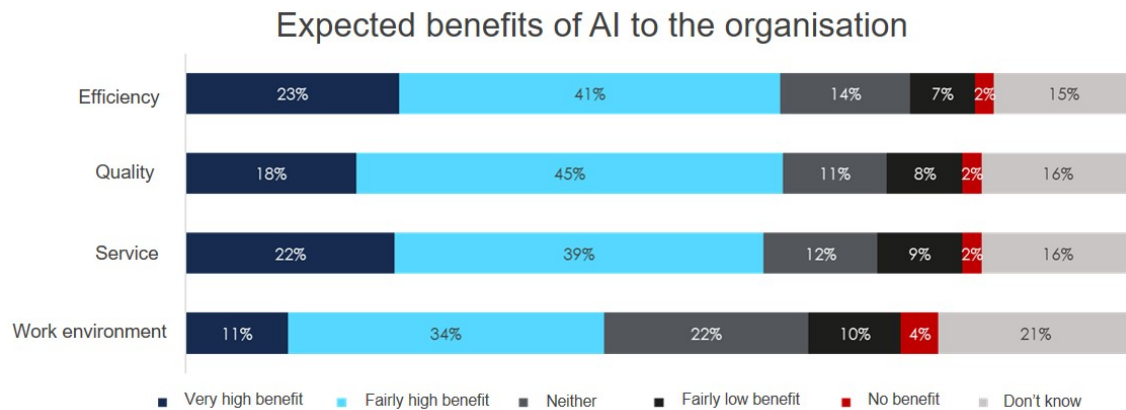 Expected benefits of AI to the organisation
Efficiency 23% 41% 14% 7% 2% 15%
Quality 18% 45% 11% 8% 2% 16%
Service 22% 39% 12% 9% 2% 16%
Work environment 11% 34% 22% 10% 4% 21%
Very high benefit Fairly high benefit Neither Fairly low benefit No benefit Don't know